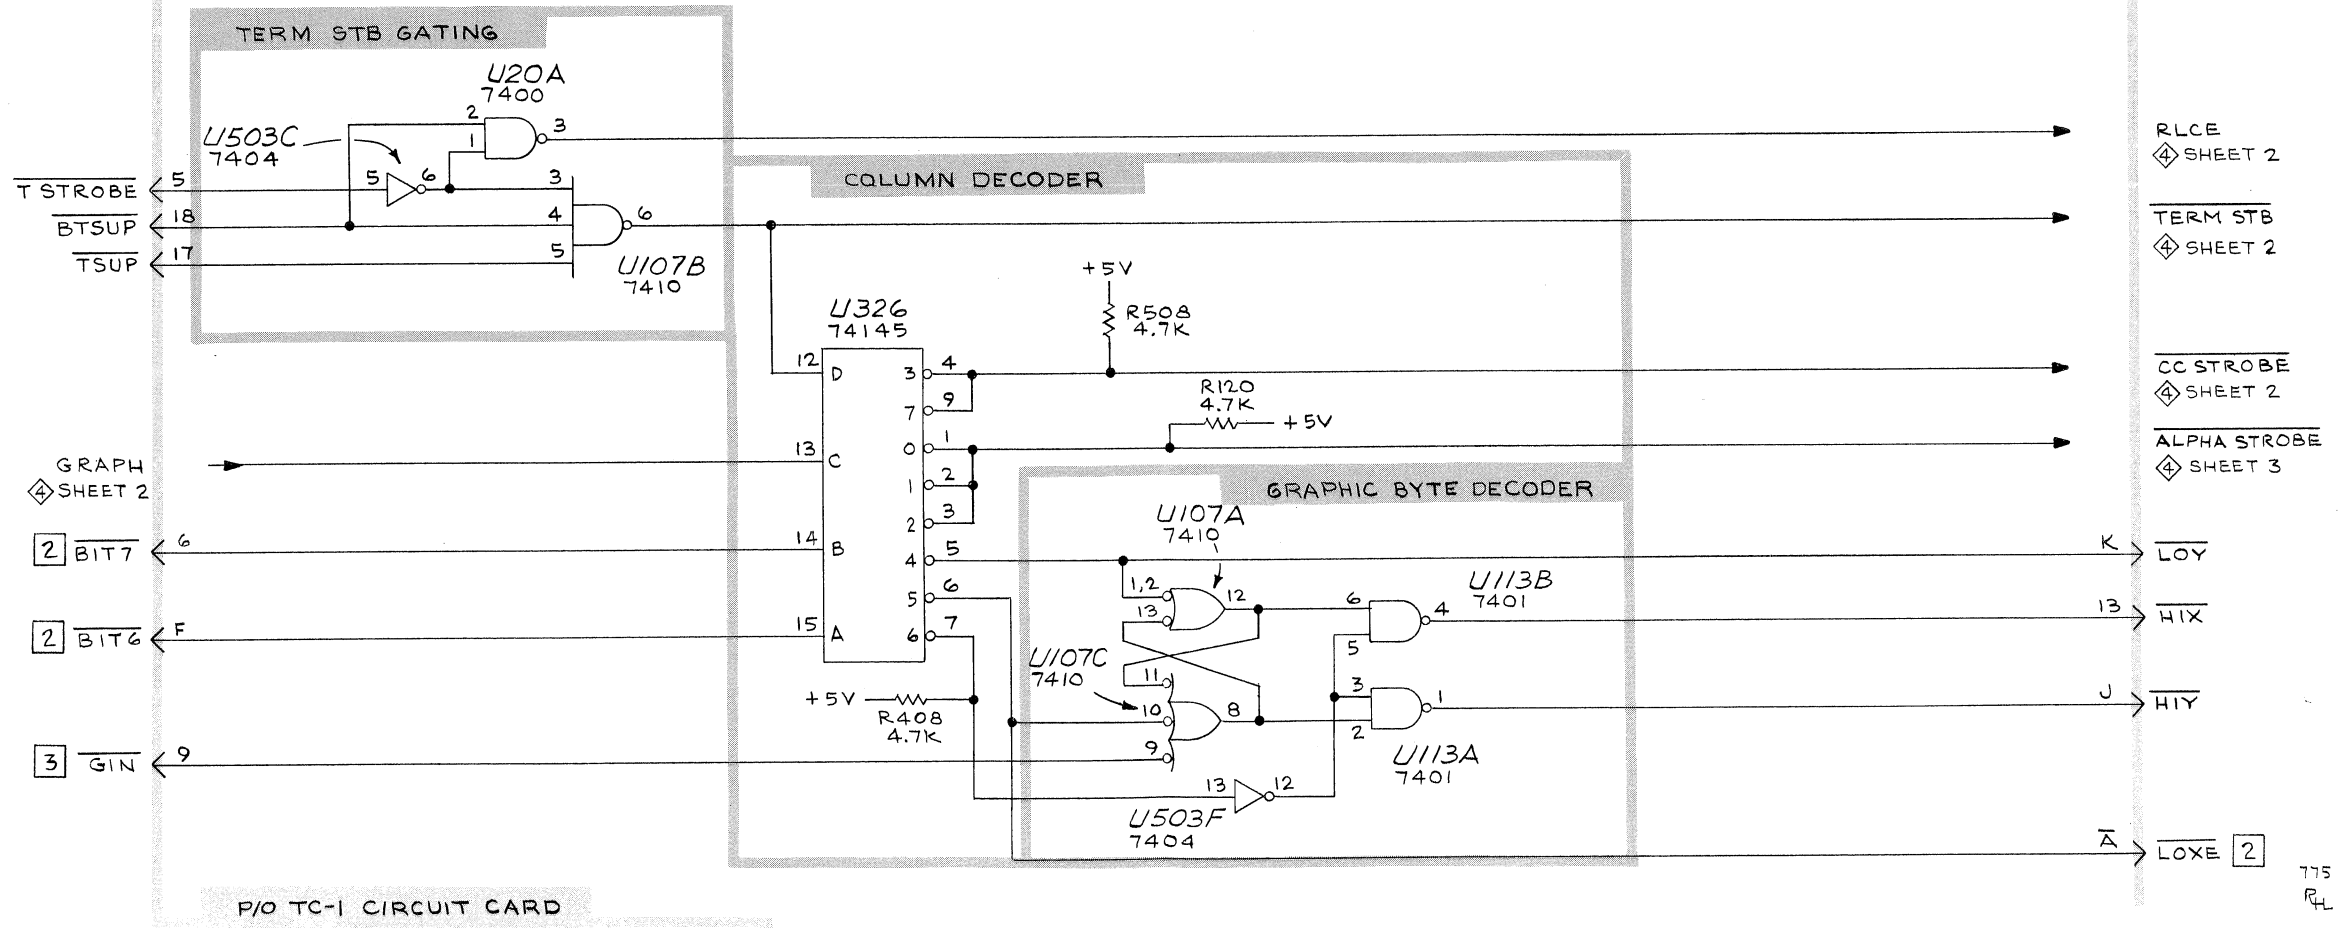 TERM STB GATING
U20A
7400
2
1
3
U503C
7404
T STROBE 5
5 6
3
BTSUP 18
4
6
TSUP 17
5
U107B
7410
RLCE
4 SHEET 2
COLUMN DECODER
TERM STB
4 SHEET 2
+5V
R508
4.7K
U326
74145
12 D
3 4
7 9
CC STROBE
4 SHEET 2
R120
4.7K
+5V
0 1
ALPHA STROBE
4 SHEET 3
GRAPH
4 SHEET 2
13 C
1 2
2 3
GRAPHIC BYTE DECODER
U107A
7410
2 BIT7 6
14 B
4 5
K LOY
1,2
13
12
U113B
7401
6
5
4
13 HIX
5 6
2 BIT6 F
15 A
6 7
U107C
7410
11
10
9
8
3
2
1
J HIY
U113A
7401
+5V
R408
4.7K
3 GIN 9
13 12
U503F
7404
A LOXE 2
P/O TC-1 CIRCUIT CARD
775
RHL